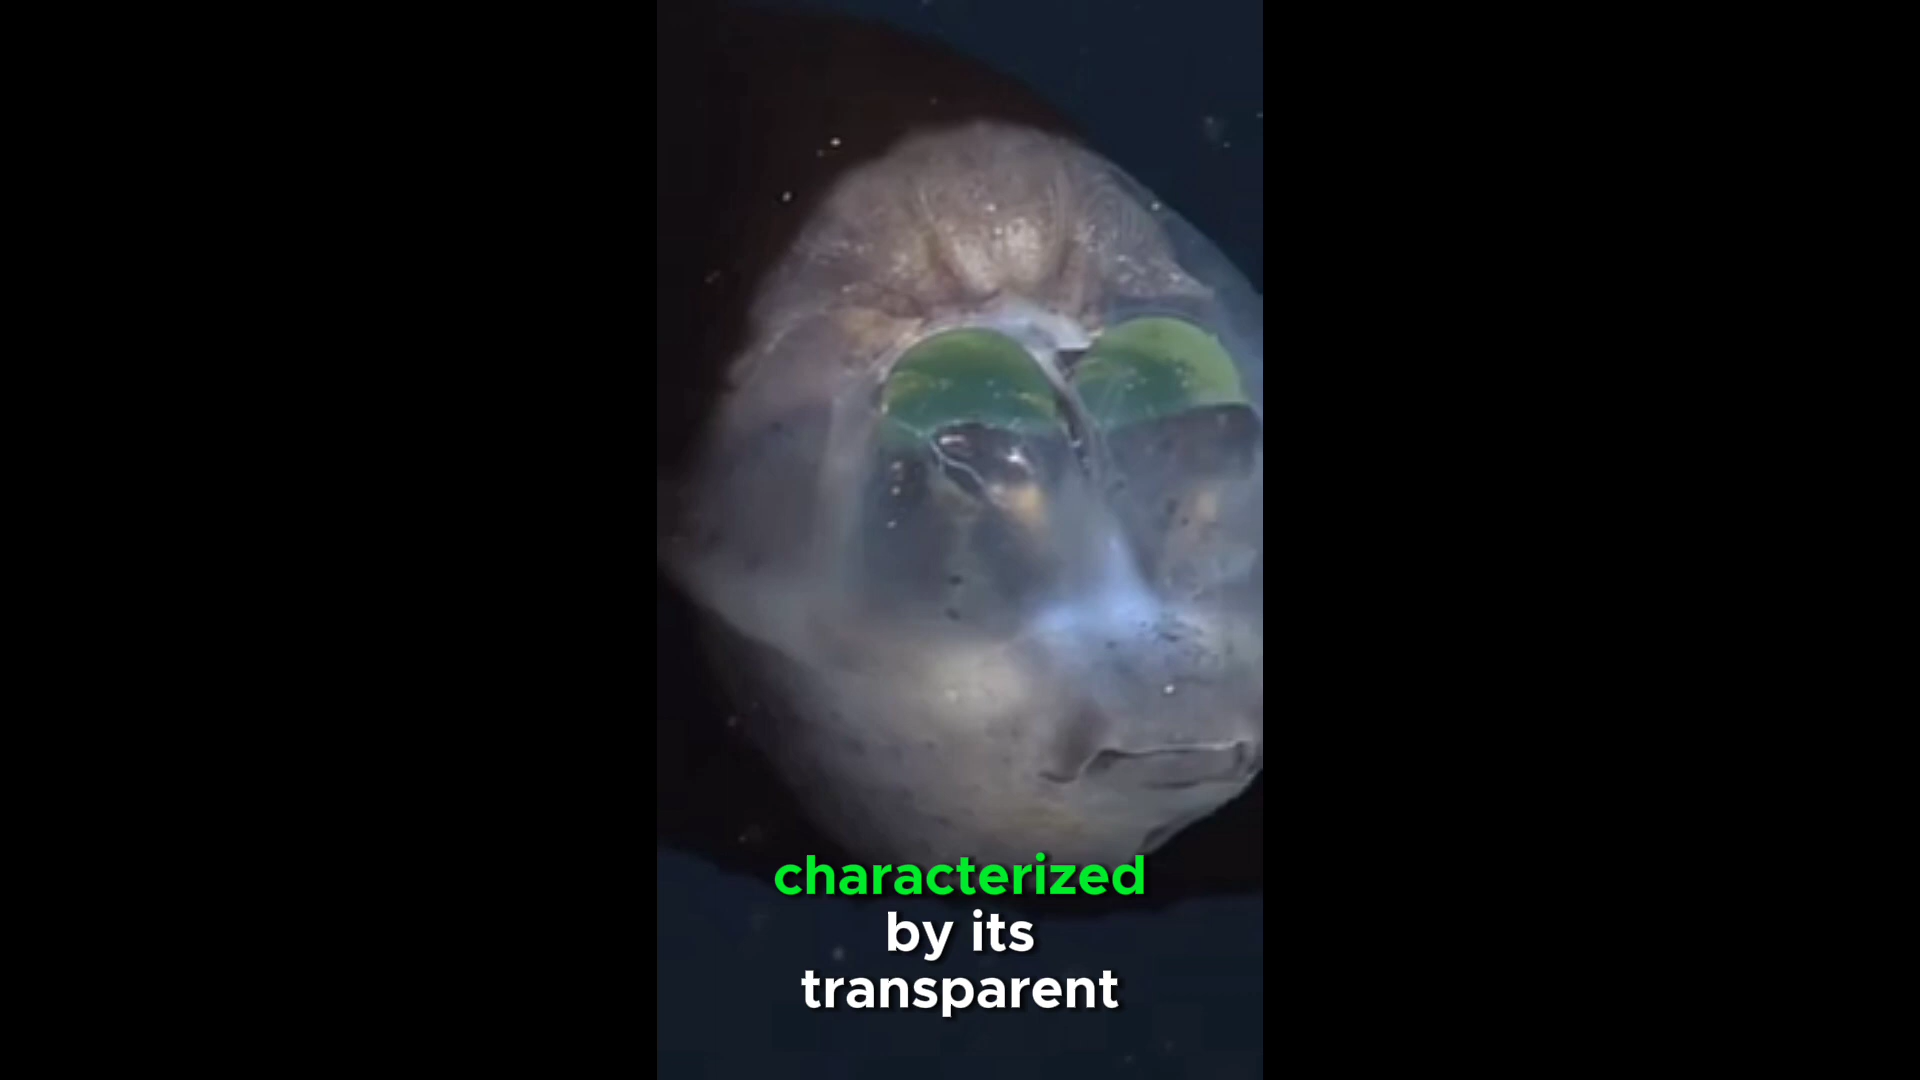 characterized
by its
transparent